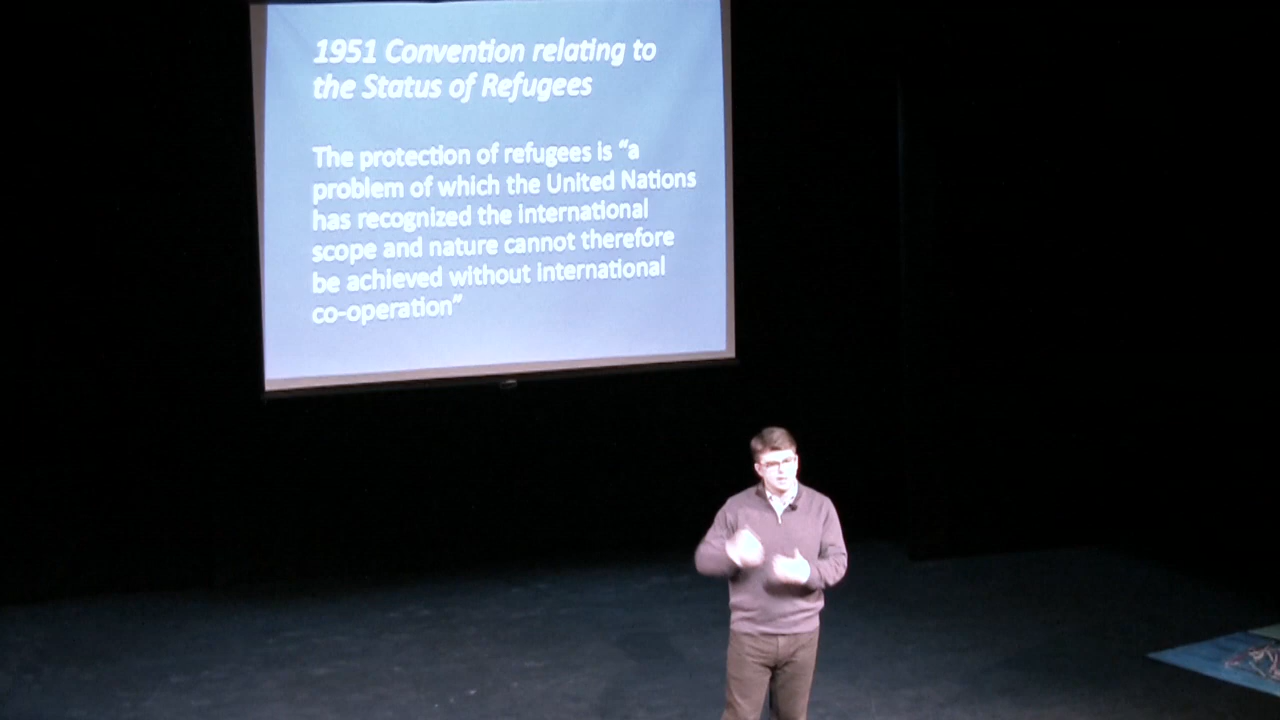 1951 Convention relating to
the Status of Refugees
The protection of refugees is “a
problem of which the United Nations
has recognized the international
scope and nature cannot therefore
be achieved without international
co-operation”